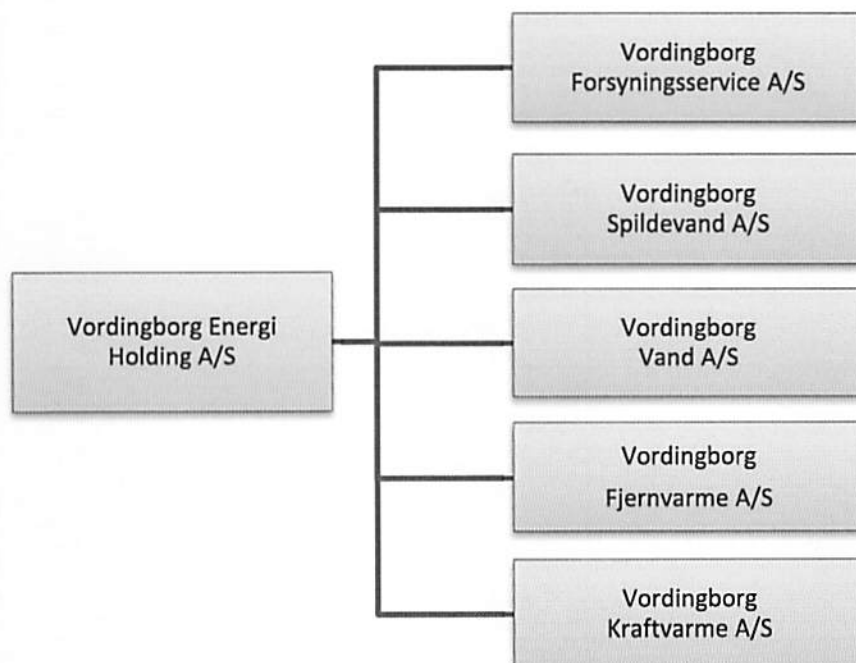 Vordingborg
Forsyningsservice A/S
Vordingborg
Spildevand A/S
Vordingborg Energi
Holding A/S
Vordingborg
Vand A/S
Vordingborg
Fjernvarme A/S
Vordingborg
Kraftvarme A/S